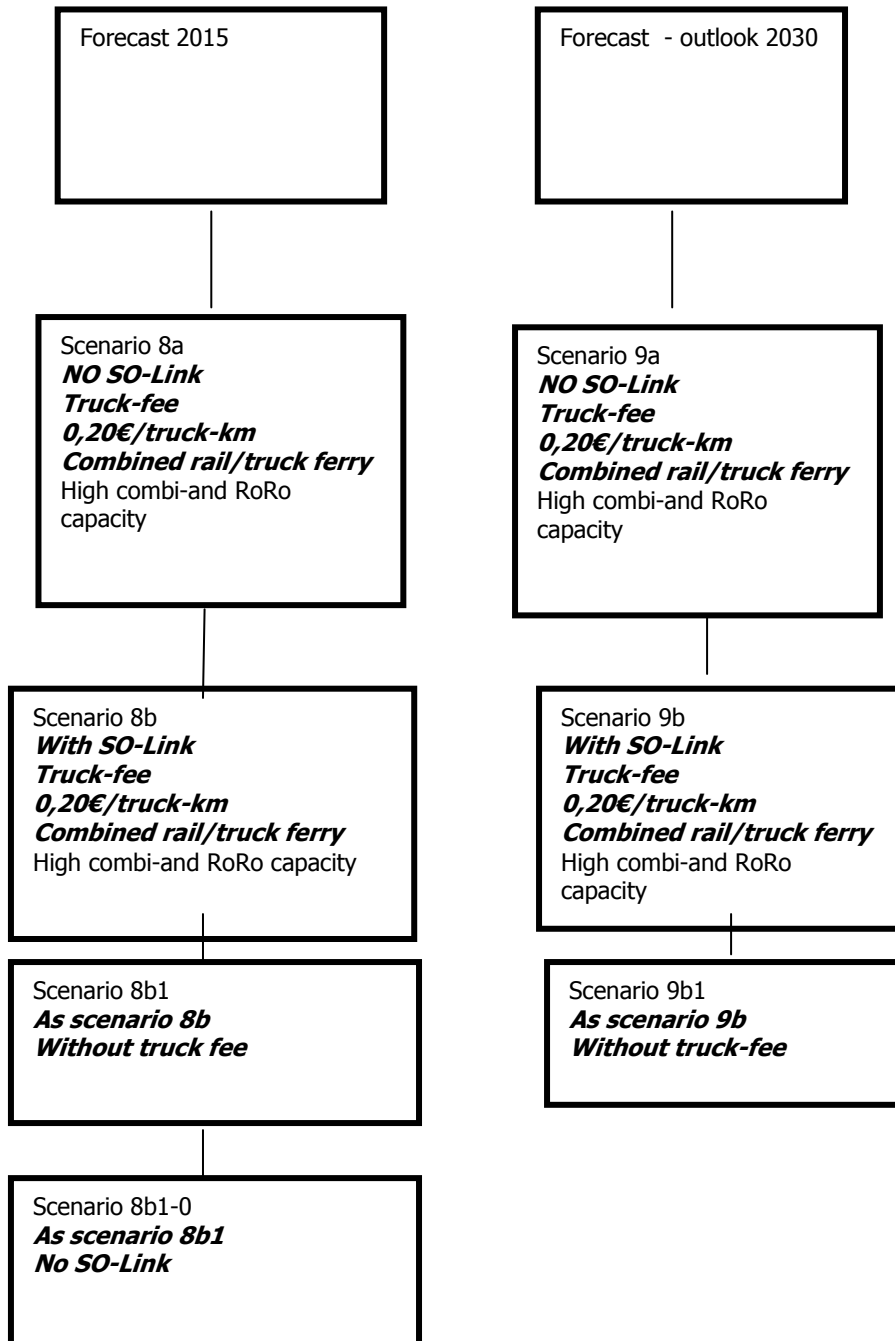 Forecast 2015
Scenario 8a
NO SO-Link
Truck-fee
0,20€/truck-km
Combined rail/truck ferry
High combi-and RoRo
capacity
Scenario 8b
With SO-Link
Truck-fee
0,20€/truck-km
Combined rail/truck ferry
High combi-and RoRo capacity
Scenario 8b1
As scenario 8b
Without truck fee
Scenario 8b1-0
As scenario 8b1
No SO-Link
Forecast  - outlook 2030
Scenario 9a
NO SO-Link
Truck-fee
0,20€/truck-km
Combined rail/truck ferry
High combi-and RoRo
capacity
Scenario 9b
With SO-Link
Truck-fee
0,20€/truck-km
Combined rail/truck ferry
High combi-and RoRo
capacity
Scenario 9b1
As scenario 9b
Without truck-fee